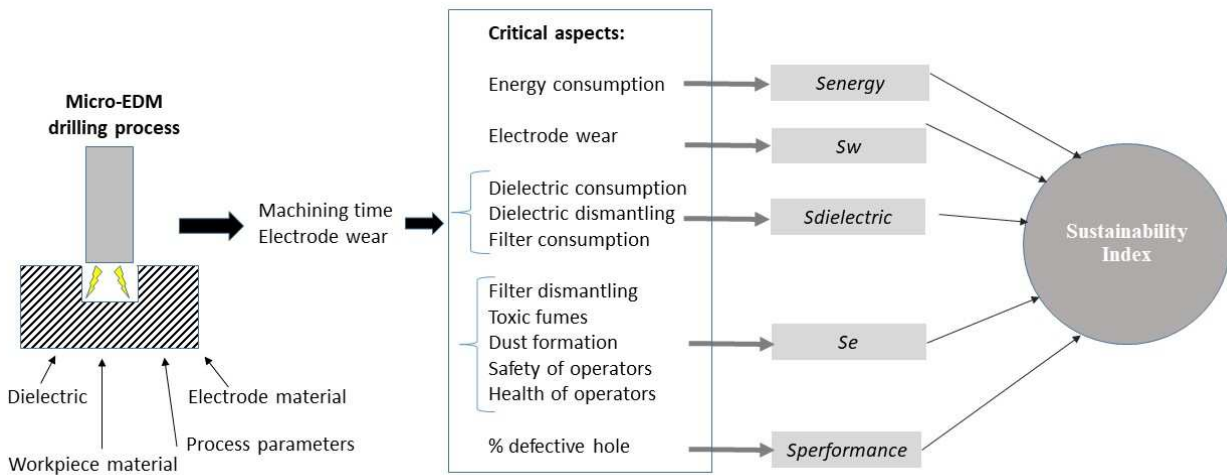 Micro-EDM
drilling process
Dielectric
Workpiece material
Process parameters
Electrode material
Machining time
Electrode wear
Critical aspects:
Energy consumption
Electrode wear
Dielectric consumption
Dielectric dismantling
Filter consumption
Filter dismantling
Toxic fumes
Dust formation
Safety of operators
Health of operators
% defective hole
Senergy
Sw
Sdielectric
Se
Sperformance
Sustainability
Index